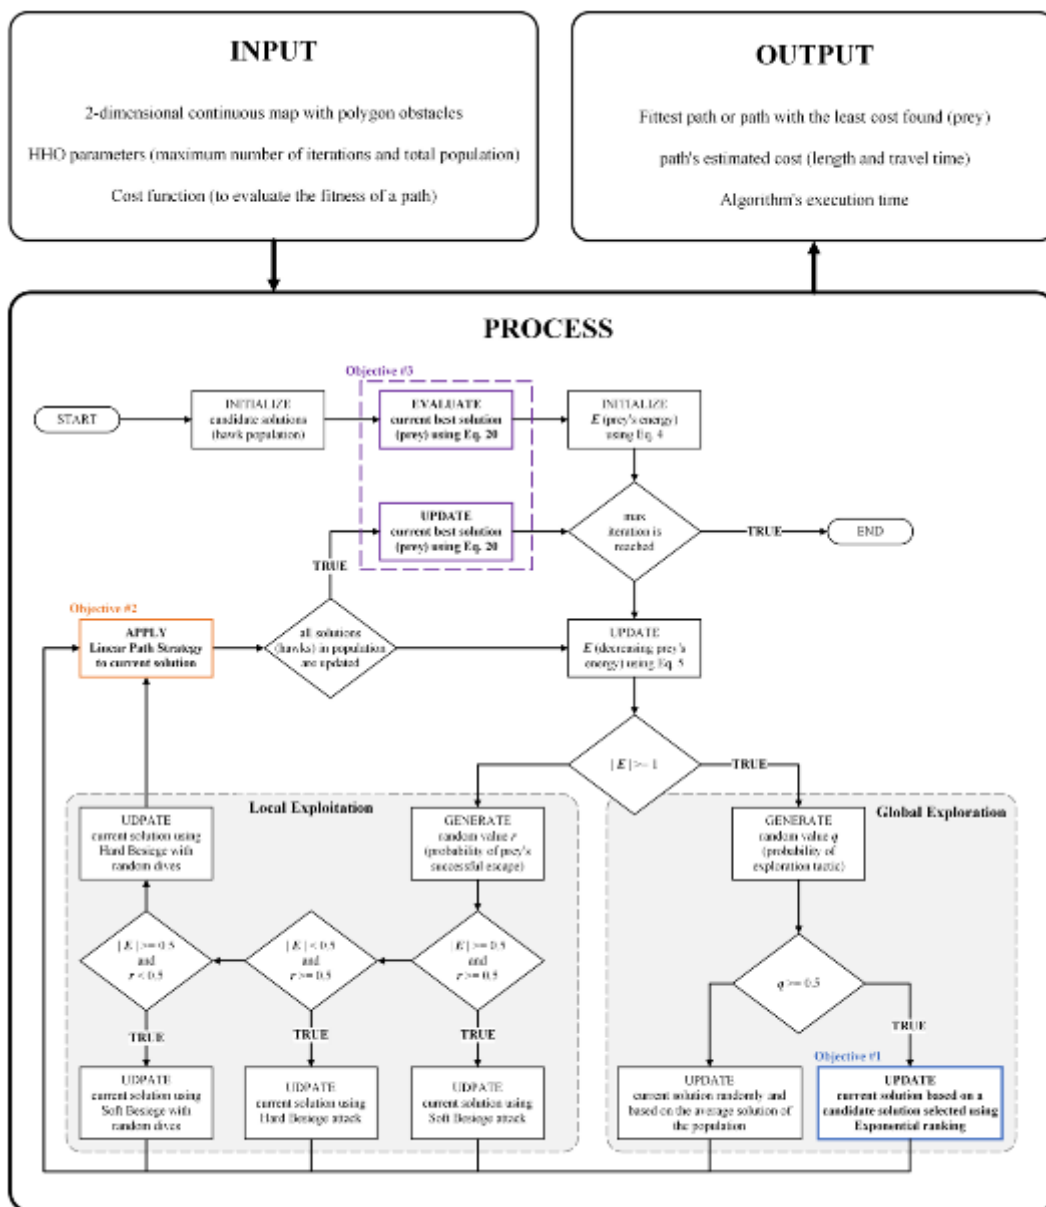 INPUT
2-dimensional continuous map with polygon obstacles
HHO parameters (maximum number of iterations and total population)
Cost function (to evaluate the fitness of a path)
OUTPUT
Fittest path or path with the least cost found (prey)
path's estimated cost (length and travel time)
Algorithm's execution time
PROCESS
Objective #3
START
INITIALIZE
candidate solutions
(hawk population)
EVALUATE
current best solution
(prey) using Eq. 20
INITIALIZE
E (prey's energy)
using Eq. 4
UPDATE
current best solution
(prey) using Eq. 20
max
iteration is
reached
TRUE
END
TRUE
Objective #2
APPLY
Linear Path Strategy
to current solution
all
solutions
(hawks) in population
are updated
UPDATE
E (decreasing prey's
energy) using Eq. 5
| E | >= 1
TRUE
Local Exploitation
UDPATE
current solution using
Hard Besiege with
random dives
GENERATE
random value r
(probability of prey's
successful escape)
Global Exploration
GENERATE
random value q
(probability of
exploration tactic)
| E | >= 0.5
and
r < 0.5
| E | < 0.5
and
r >= 0.5
| E | >= 0.5
and
r >= 0.5
q >= 0.5
TRUE
TRUE
TRUE
TRUE
Objective #1
UDPATE
current solution using
Soft Besiege with
random dives
UDPATE
current solution using
Hard Besiege attack
UDPATE
current solution using
Soft Besiege attack
UPDATE
current solution randomly and
based on the average solution of
the population
UPDATE
current solution based on a
candidate solution selected using
Exponential ranking